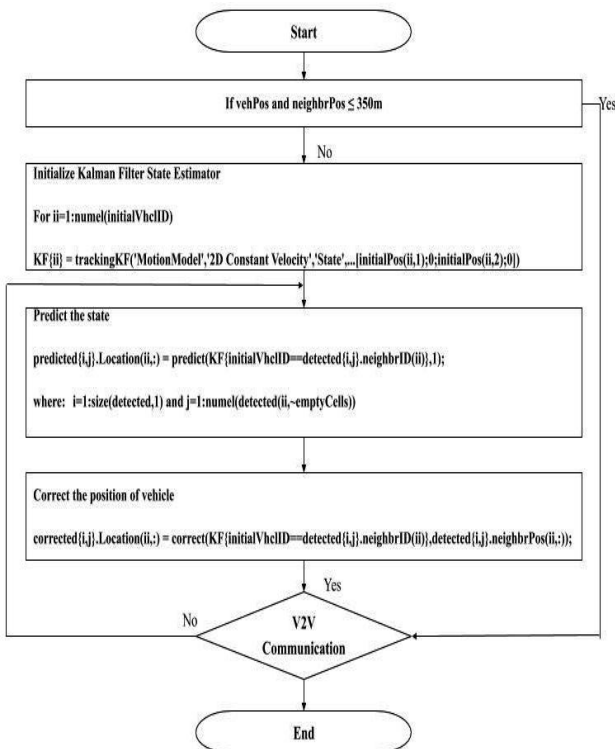 Start
If vehPos and neighbrPos ≤ 350m
Yes
No
Initialize Kalman Filter State Estimator
For ii=1:numel(initialVhclID)
KF{ii} = trackingKF('MotionModel','2D Constant Velocity','State',...[initialPos(ii,1);0;initialPos(ii,2);0])
Predict the state
predicted{i,j}.Location(ii,:) = predict(KF{initialVhclID==detected{i,j}.neighbrID(ii)},1);
where: i=1:size(detected,1) and j=1:numel(detected(ii,~emptyCells))
Correct the position of vehicle
corrected{i,j}.Location(ii,:) = correct(KF{initialVhclID==detected{i,j}.neighbrID(ii)},detected{i,j}.neighbrPos(ii,:));
Yes
No
V2V
Communication
End